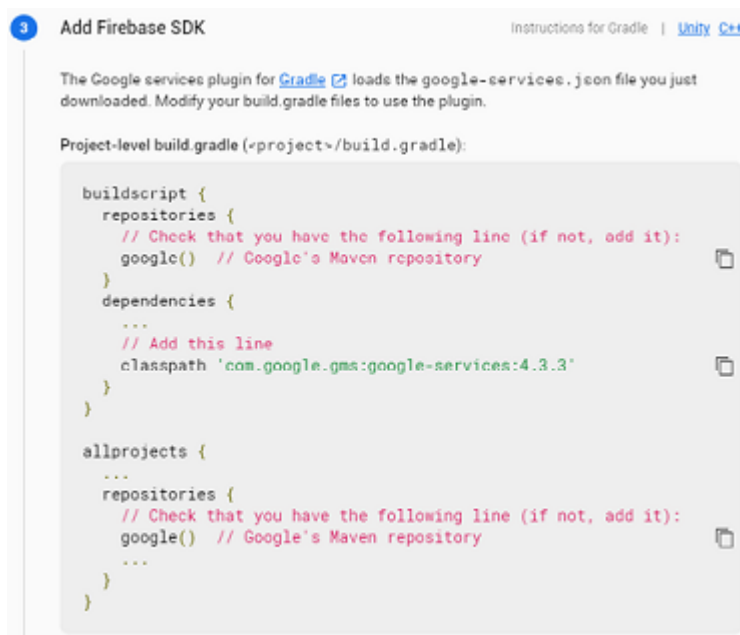 3 Add Firebase SDK Instructions for Gradle | Unity C++
The Google services plugin for Gradle loads the google-services.json file you just
downloaded. Modify your build.gradle files to use the plugin.
Project-level build.gradle (<project>/build.gradle):
buildscript {
  repositories {
    // Check that you have the following line (if not, add it):
    google()  // Google's Maven repository
  }
  dependencies {
    ...
    // Add this line
    classpath 'com.google.gms:google-services:4.3.3'
  }
}
allprojects {
  ...
  repositories {
    // Check that you have the following line (if not, add it):
    google()  // Google's Maven repository
    ...
  }
}